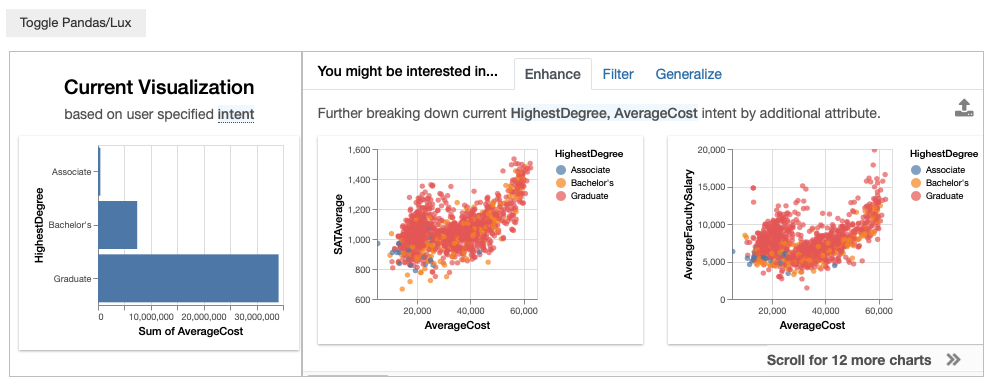 Toggle Pandas/Lux
Current Visualization
based on user specified intent
HighestDegree
Associate
Bachelor's
Graduate
0 10,000,000 20,000,000 30,000,000
Sum of AverageCost
You might be interested in... Enhance Filter Generalize
Further breaking down current HighestDegree, AverageCost intent by additional attribute.
SATAverage
1,600
1,400
1,200
1,000
800
600
20,000 40,000 60,000
AverageCost
HighestDegree
Associate
Bachelor's
Graduate
AverageFacultySalary
20,000
15,000
10,000
5,000
0
20,000 40,000 60,000
AverageCost
HighestDegree
Associate
Bachelor's
Graduate
Scroll for 12 more charts »